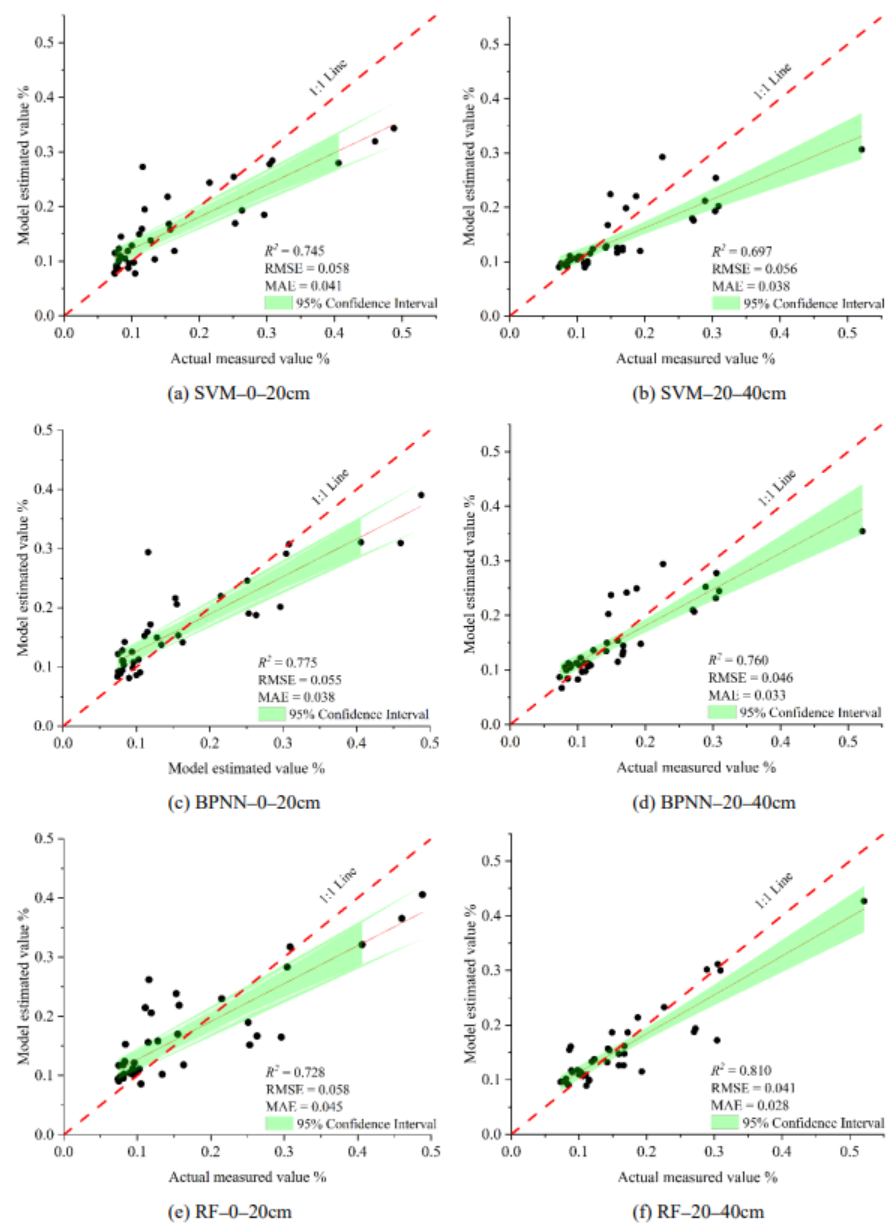 0.5
0.4
0.3
0.2
0.1
0.0
Model estimated value %
1:1 Line
R² = 0.745
RMSE = 0.058
MAE = 0.041
95% Confidence Interval
0.0 0.1 0.2 0.3 0.4 0.5
Actual measured value %
(a) SVM–0–20cm
0.5
0.4
0.3
0.2
0.1
0.0
Model estimated value %
1:1 Line
R² = 0.697
RMSE = 0.056
MAE = 0.038
95% Confidence Interval
0.0 0.1 0.2 0.3 0.4 0.5
Actual measured value %
(b) SVM–20–40cm
0.5
0.4
0.3
0.2
0.1
0.0
Model estimated value %
1:1 Line
R² = 0.775
RMSE = 0.055
MAE = 0.038
95% Confidence Interval
0.0 0.1 0.2 0.3 0.4 0.5
Model estimated value %
(c) BPNN–0–20cm
0.5
0.4
0.3
0.2
0.1
0.0
Model estimated value %
1:1 Line
R² = 0.760
RMSE = 0.046
MAE = 0.033
95% Confidence Interval
0.0 0.1 0.2 0.3 0.4 0.5
Actual measured value %
(d) BPNN–20–40cm
0.5
0.4
0.3
0.2
0.1
0.0
Model estimated value %
1:1 Line
R² = 0.728
RMSE = 0.058
MAE = 0.045
95% Confidence Interval
0.0 0.1 0.2 0.3 0.4 0.5
Actual measured value %
(e) RF–0–20cm
0.5
0.4
0.3
0.2
0.1
0.0
Model estimated value %
1:1 Line
R² = 0.810
RMSE = 0.041
MAE = 0.028
95% Confidence Interval
0.0 0.1 0.2 0.3 0.4 0.5
Actual measured value %
(f) RF–20–40cm